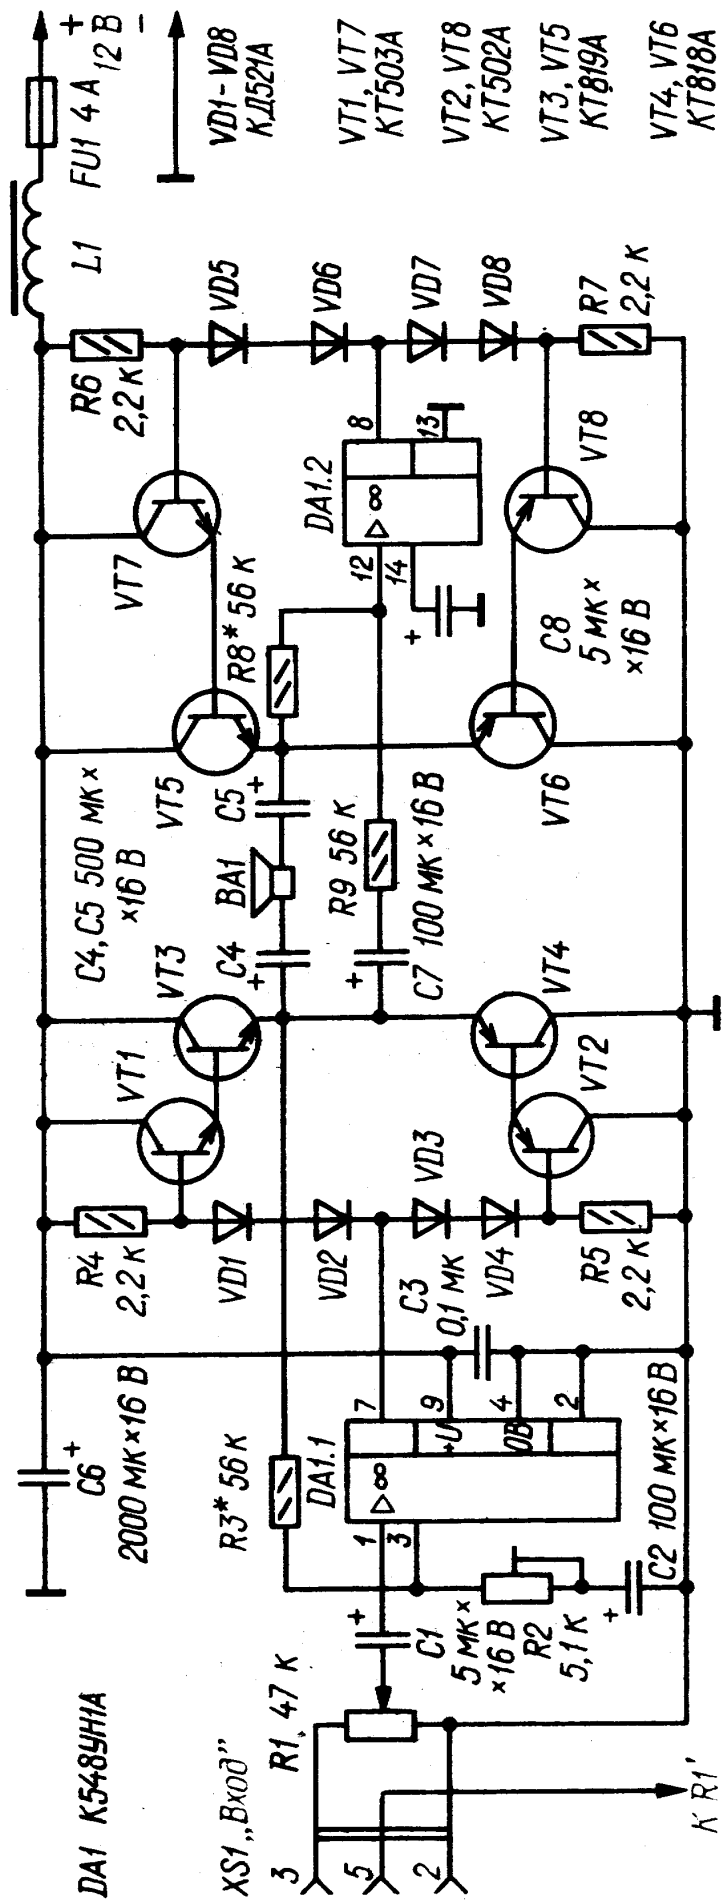 DA1 К548УН1А
XS1 „Вход”
3
5
2
К R1'
R1 47 к
C1
5 мк×
×16 В
R2
5,1 к
C2 100 мк×16 В
1
3
DA1.1
▷∞
+U
0В
7
9
4
2
R3* 56 к
C6
+
2000 мк×16 В
C3
0,1 мк
R4
2,2 к
VD1
VD2
VD3
VD4
R5
2,2 к
VT1
VT3
VT2
VT4
C4, C5 500 мк×
×16 В
C4
+
BA1
C5
+
R9 56 к
C7 100 мк×16 В
+
VT5
VT6
VT7
VT8
R8* 56 к
C8
5 мк×
×16 В
+
12
14
DA1.2
▷∞
8
13
R6
2,2 к
VD5
VD6
VD7
VD8
R7
2,2 к
L1
FU1 4 А
+
12 В
–
VD1-VD8
КД521А
VT1, VT7
КТ503А
VT2, VT8
КТ502А
VT3, VT5
КТ819А
VT4, VT6
КТ818А